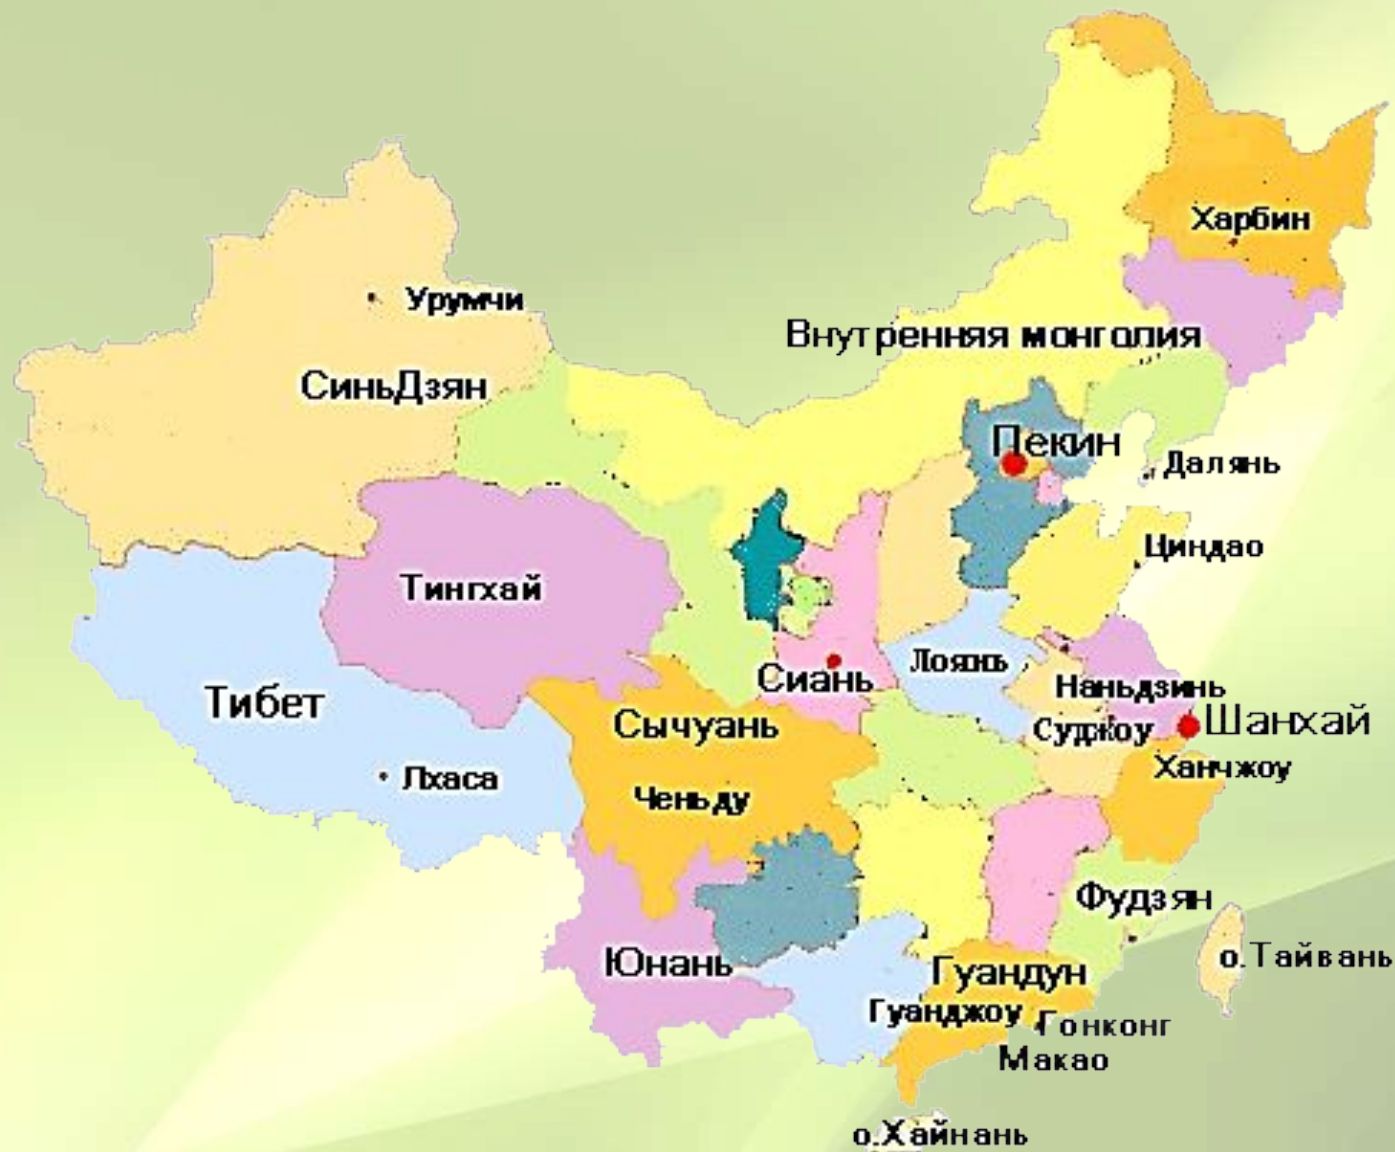 Харбин
Урумчи
Внутренняя монголия
СиньДзян
Пекин
Далянь
Циндао
Тингхай
Лоянь
Сиань
Наньдзинь
Тибет
Сычуань
Суджоу
Шанхай
Ханчжоу
Лхаса
Ченьду
Фудзян
о.Тайвань
Юнань
Гуандун
Гуанджоу
Гонконг
Макао
о.Хайнань